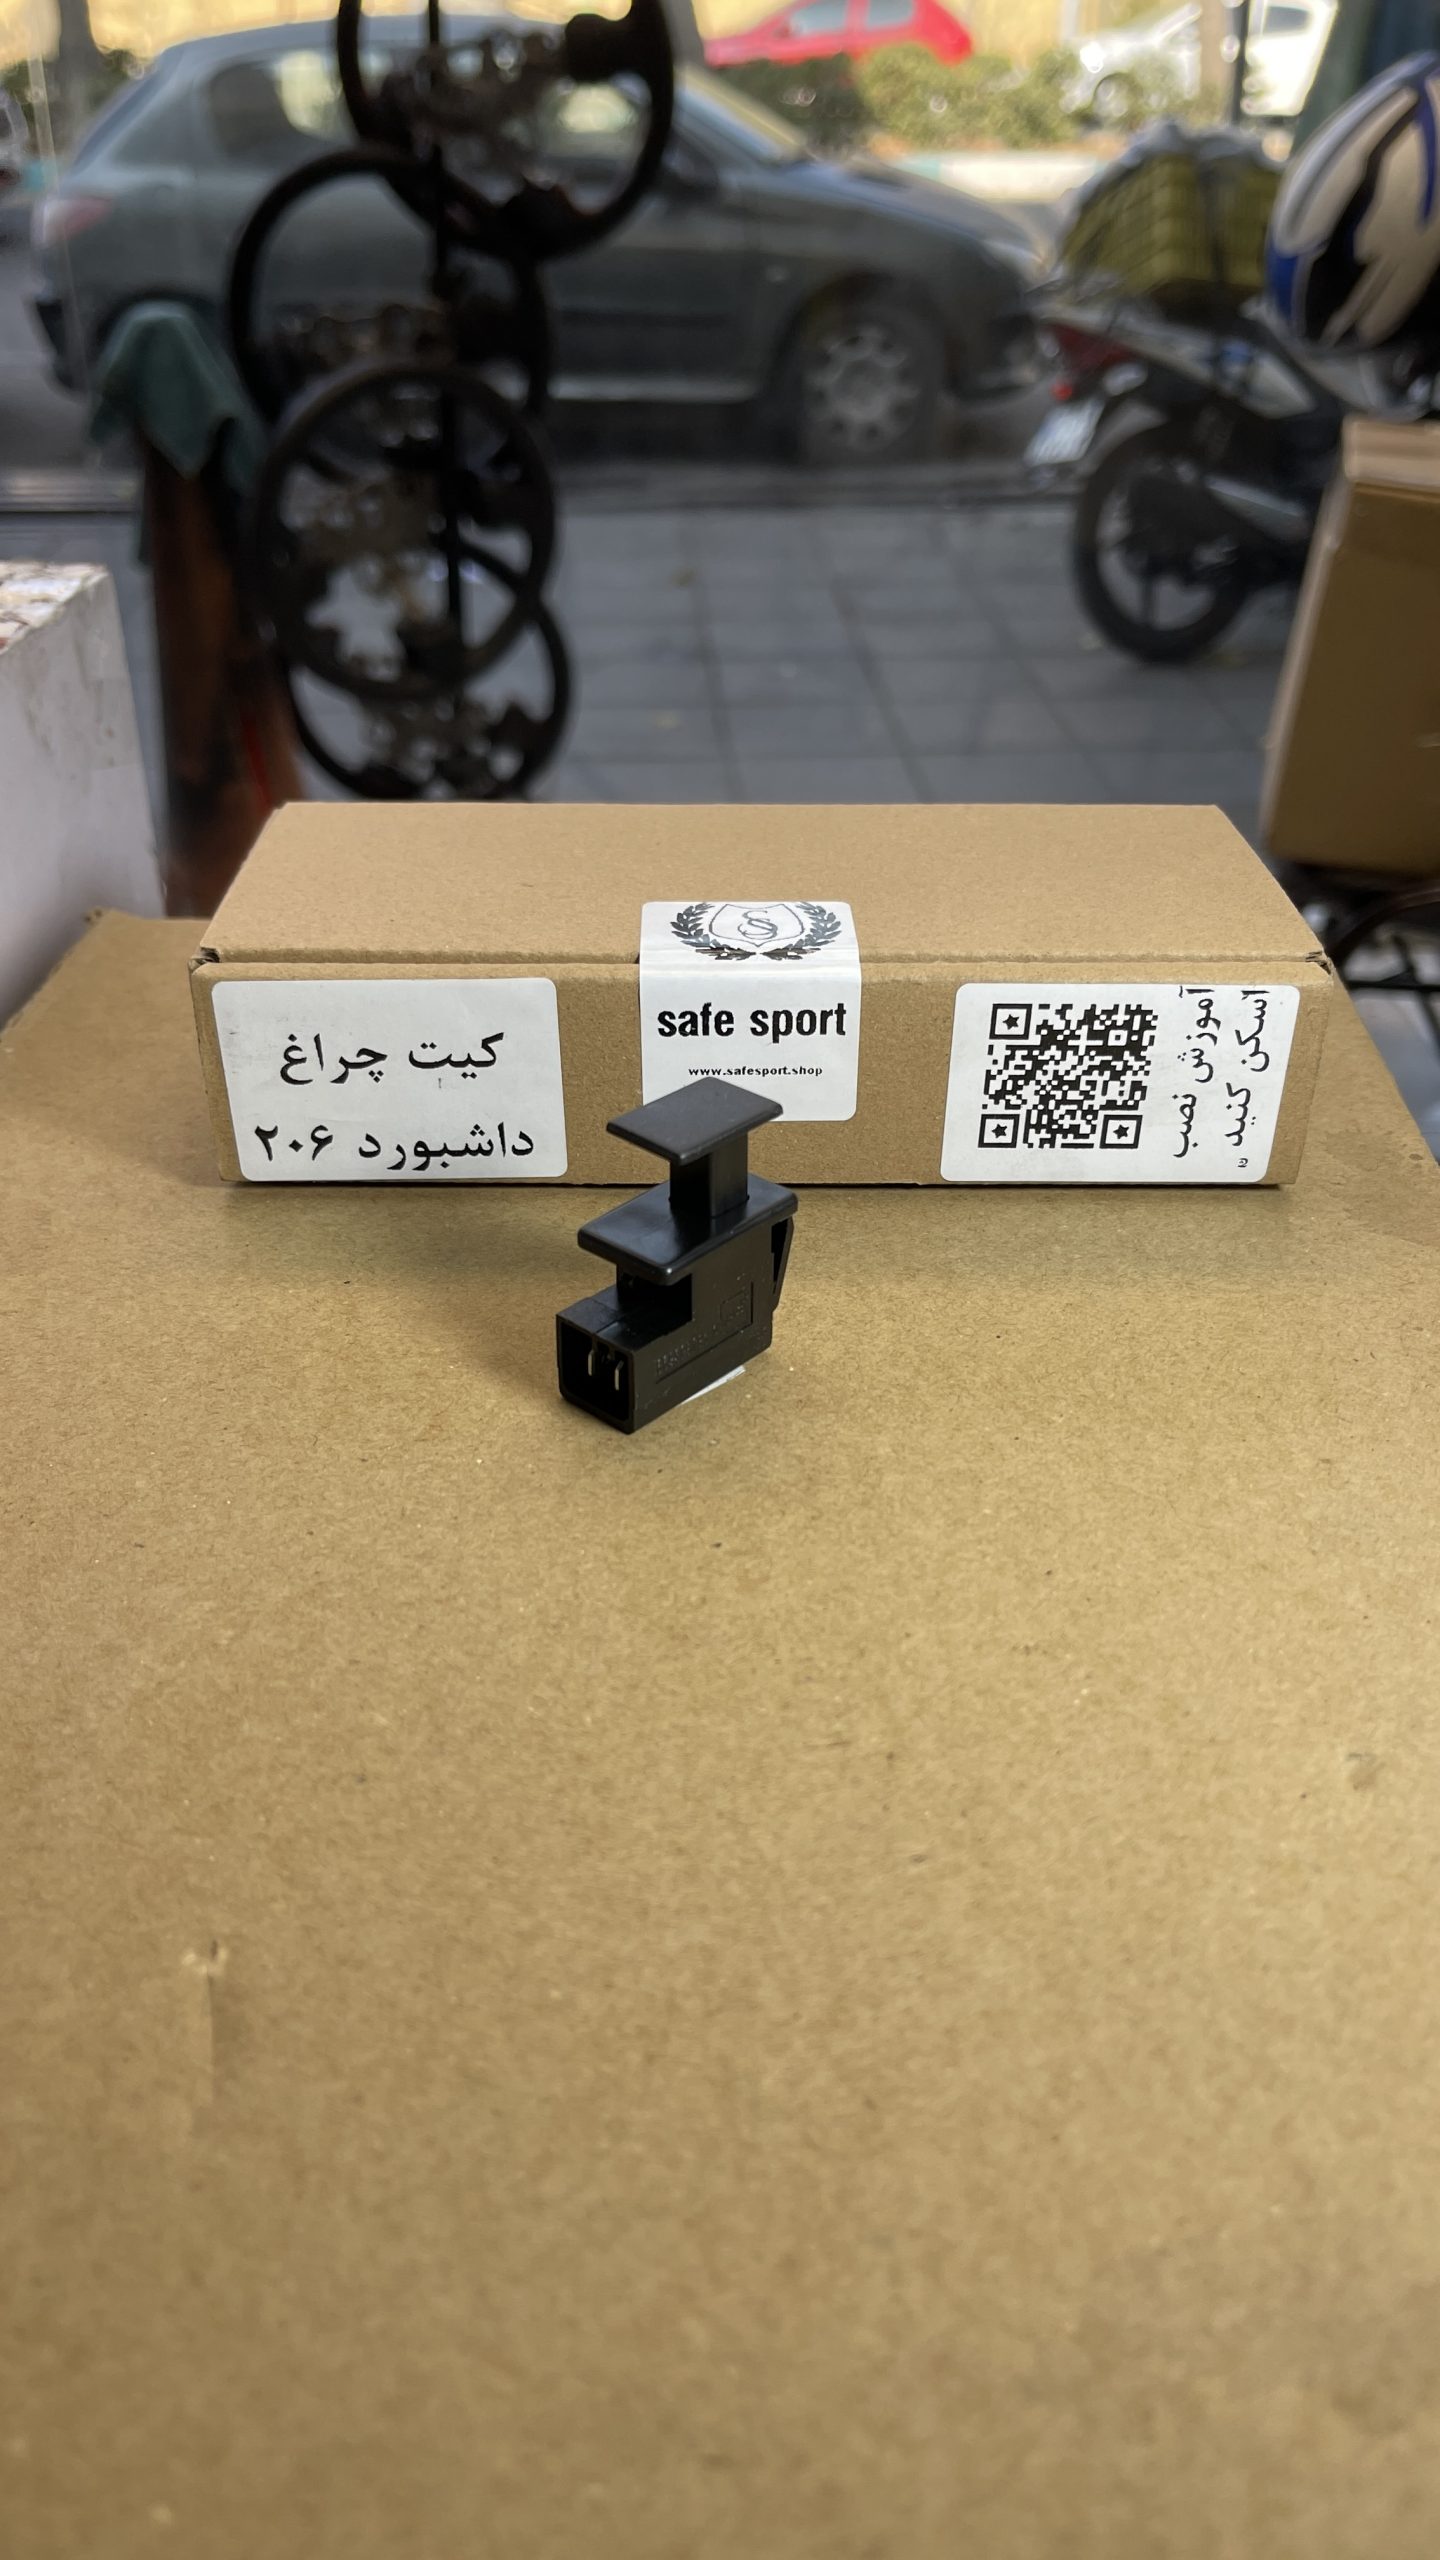 کیت چراغ
داشبورد ۲۰۶
safe sport
www.safesport.shop
آموزش نصب
اسکن کنید